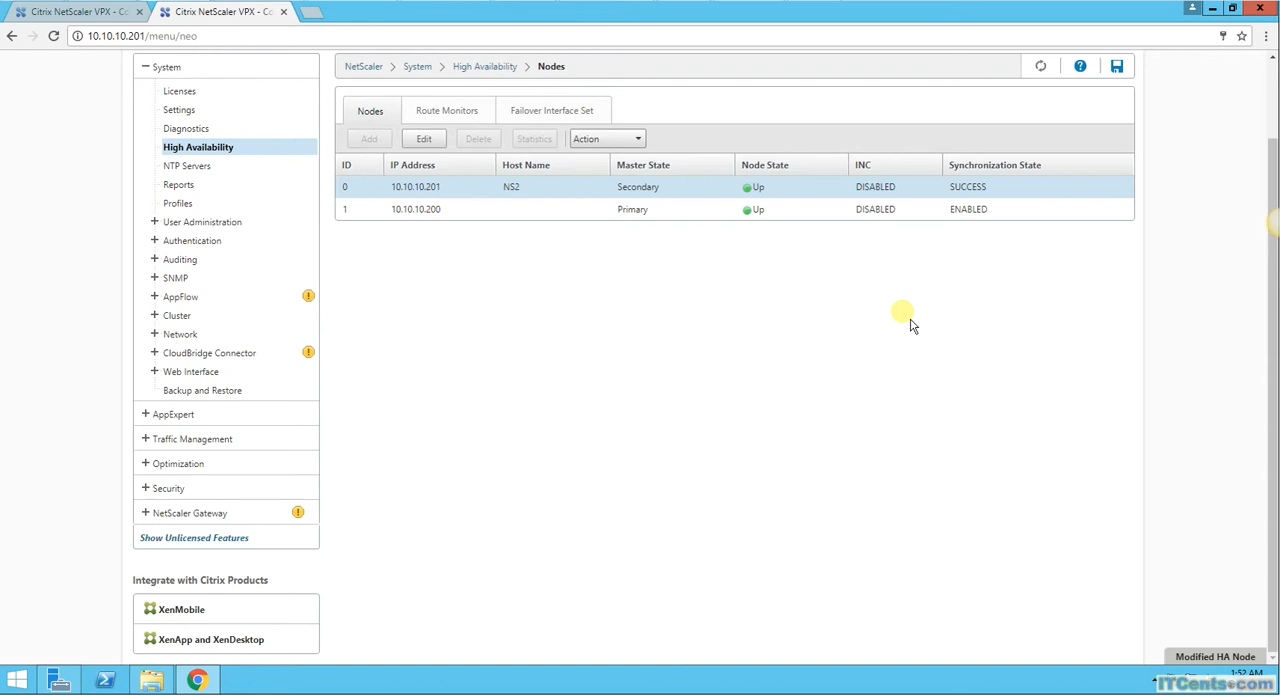 Citrix NetScaler VPX - Co
Citrix NetScaler VPX - Co
10.10.10.201/menu/neo
System
Licenses
Settings
Diagnostics
High Availability
NTP Servers
Reports
Profiles
User Administration
Authentication
Auditing
SNMP
AppFlow
Cluster
Network
CloudBridge Connector
Web Interface
Backup and Restore
AppExpert
Traffic Management
Optimization
Security
NetScaler Gateway
Show Unlicensed Features
Integrate with Citrix Products
XenMobile
XenApp and XenDesktop
NetScaler > System > High Availability > Nodes
Nodes Route Monitors Failover Interface Set
Add Edit Delete Statistics Action
ID IP Address Host Name Master State Node State INC Synchronization State
0 10.10.10.201 NS2 Secondary Up DISABLED SUCCESS
1 10.10.10.200 Primary Up DISABLED ENABLED
Modified HA Node
1:52 AM
ITCents.com